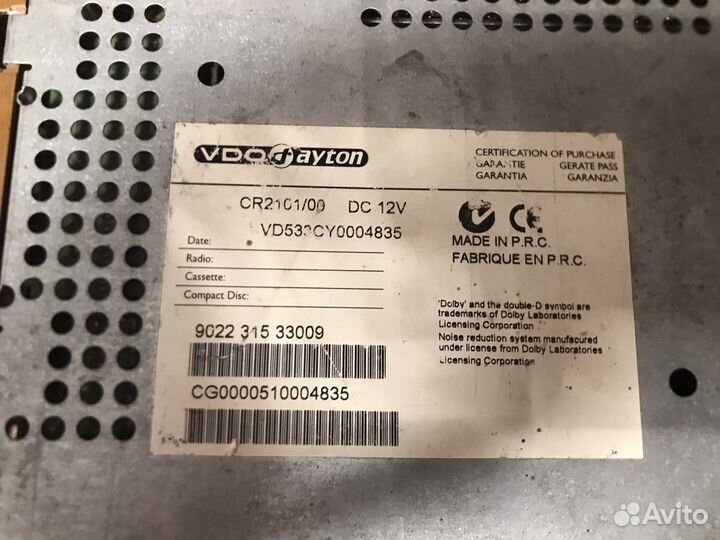 VDO dayton
CERTIFICATION OF PURCHASE
GARANTIE GERATE PASS
GARANTIA GARANZIA
CR2101/00 DC 12V
Date:
Radio:
Cassette:
Compact Disc:
MADE IN P.R.C.
FABRIQUE EN P.R.C.
'Dolby' and the double-D symbol are
trademarks of Dolby Laboratories
Licensing Corporation
Noise reduction system manufacured
under license from Dolby Laboratories
Licensing Corporation
9022 315 33009
CG0000510004835
Avito